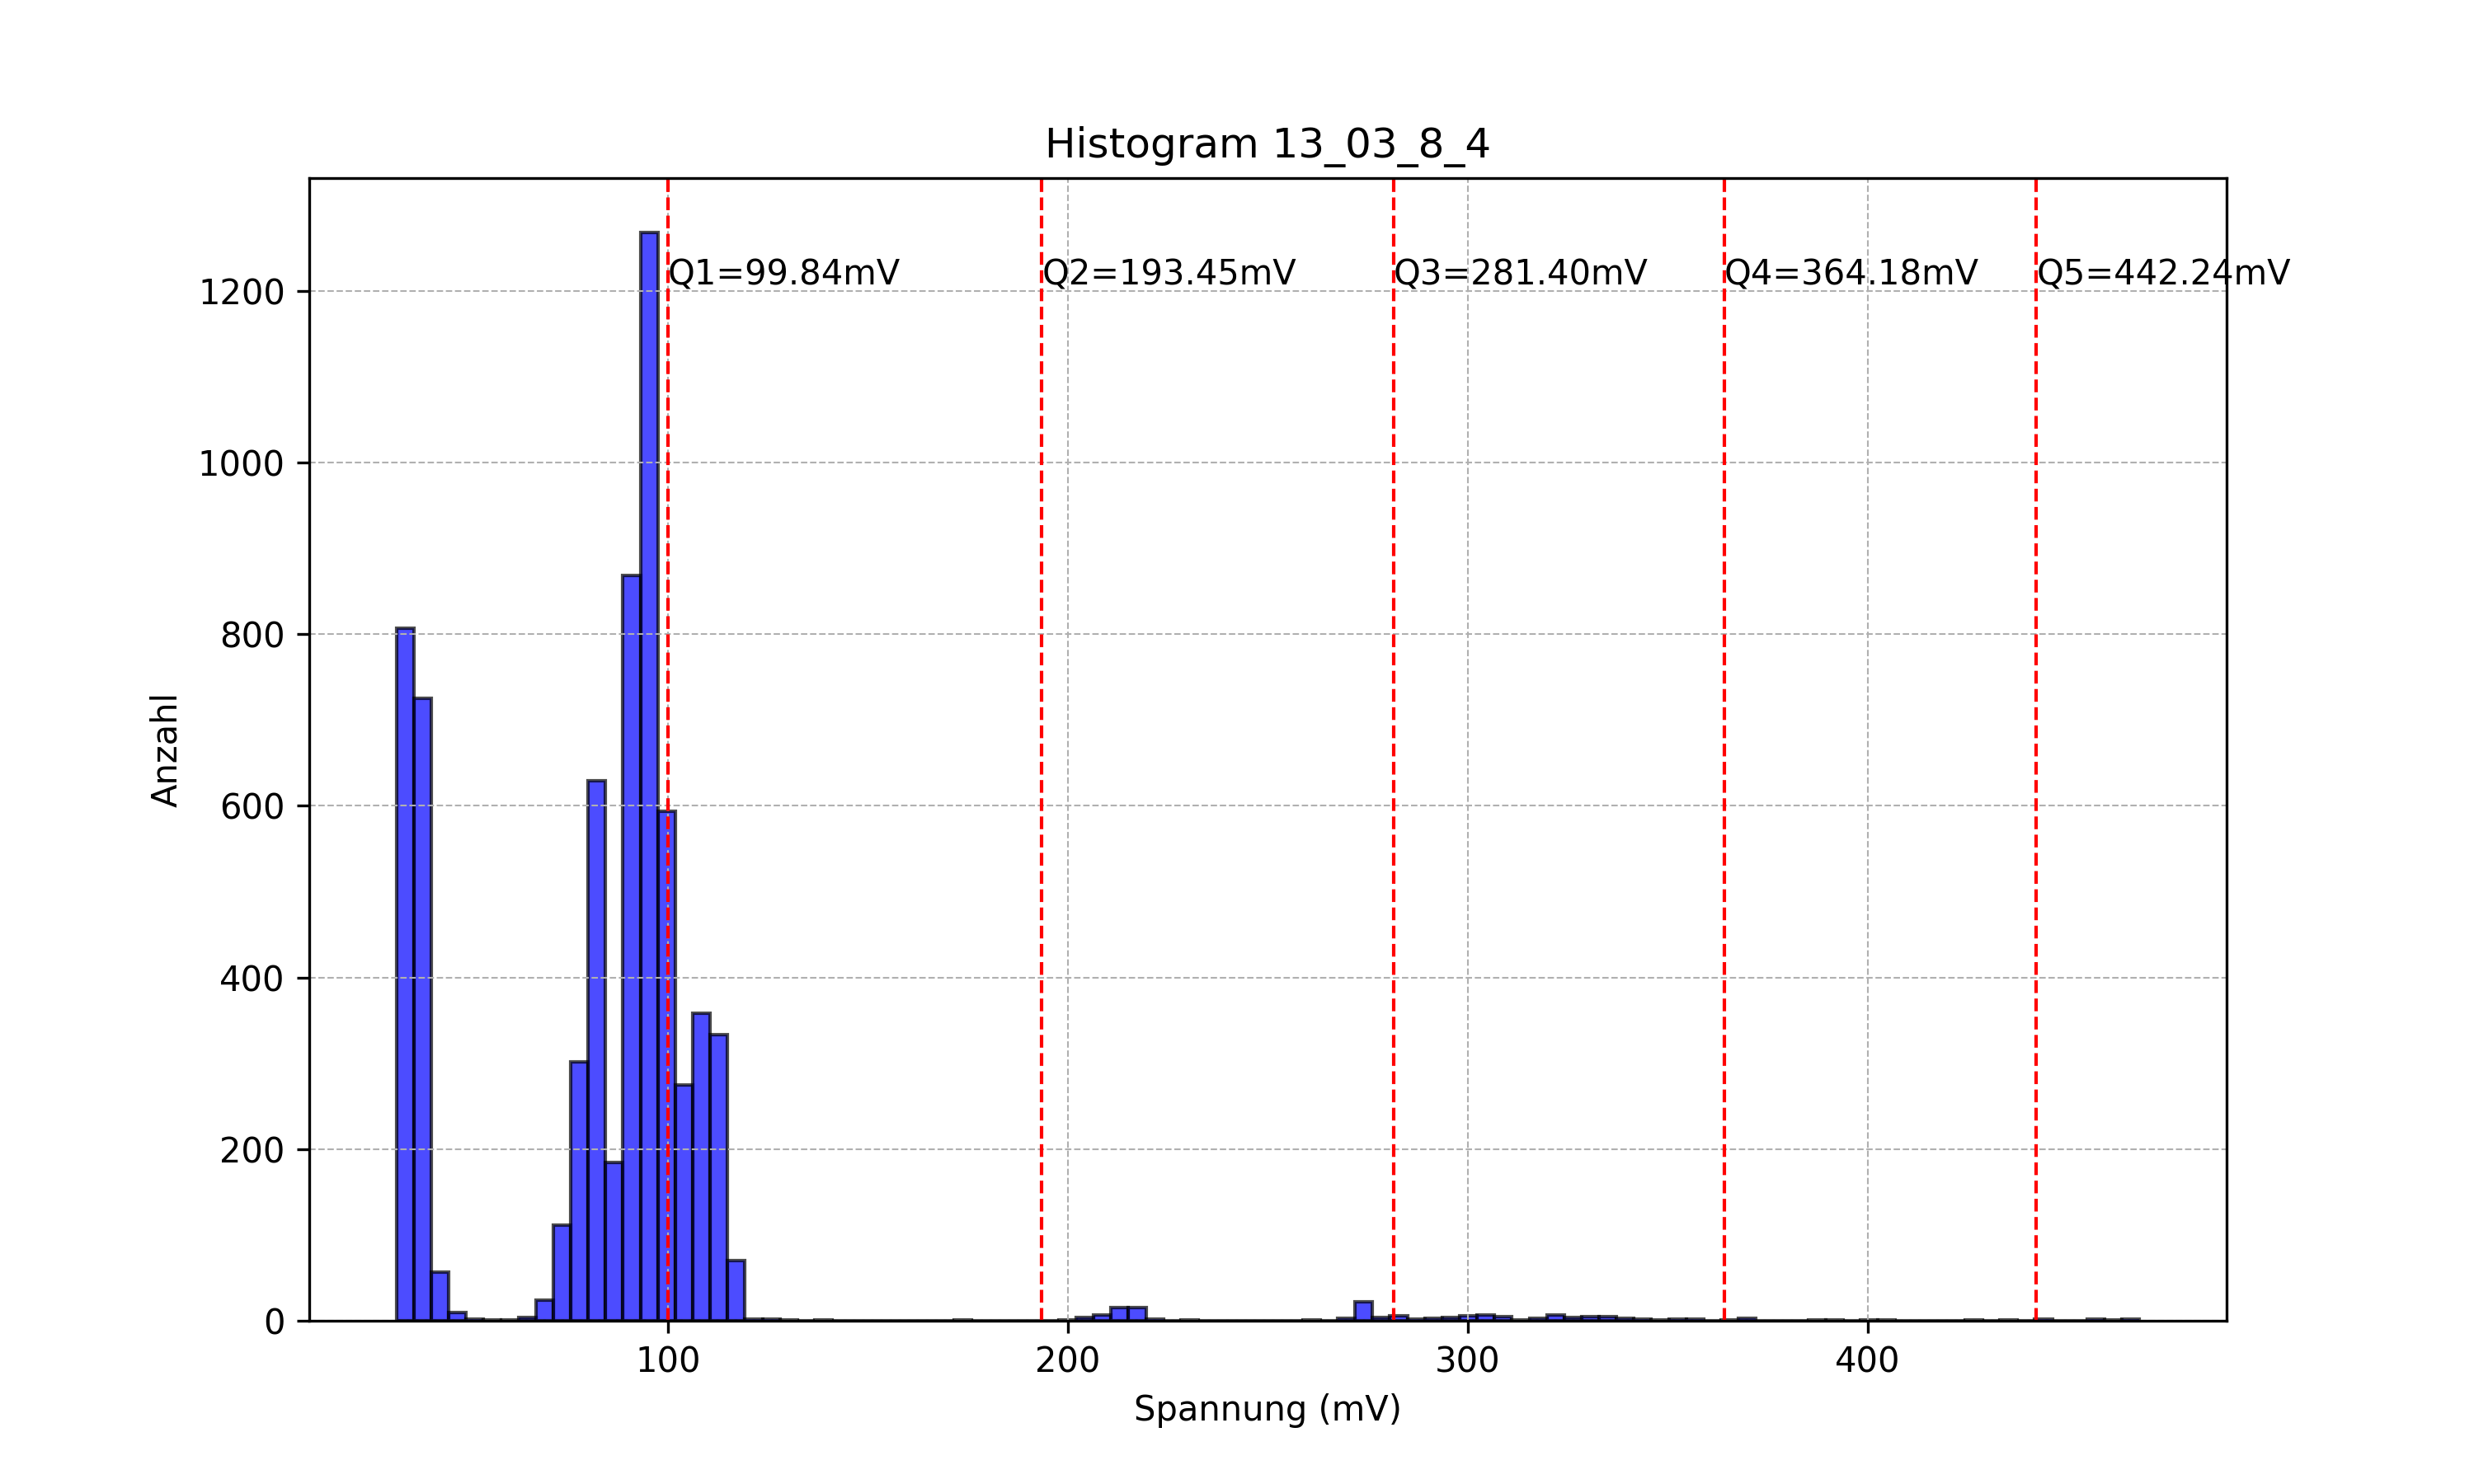 Histogram 13_03_8_4
Q1=99.84mV
Q2=193.45mV
Q3=281.40mV
Q4=364.18mV
Q5=442.24mV
1200
1000
800
600
400
200
0
Anzahl
100
200
300
400
Spannung (mV)